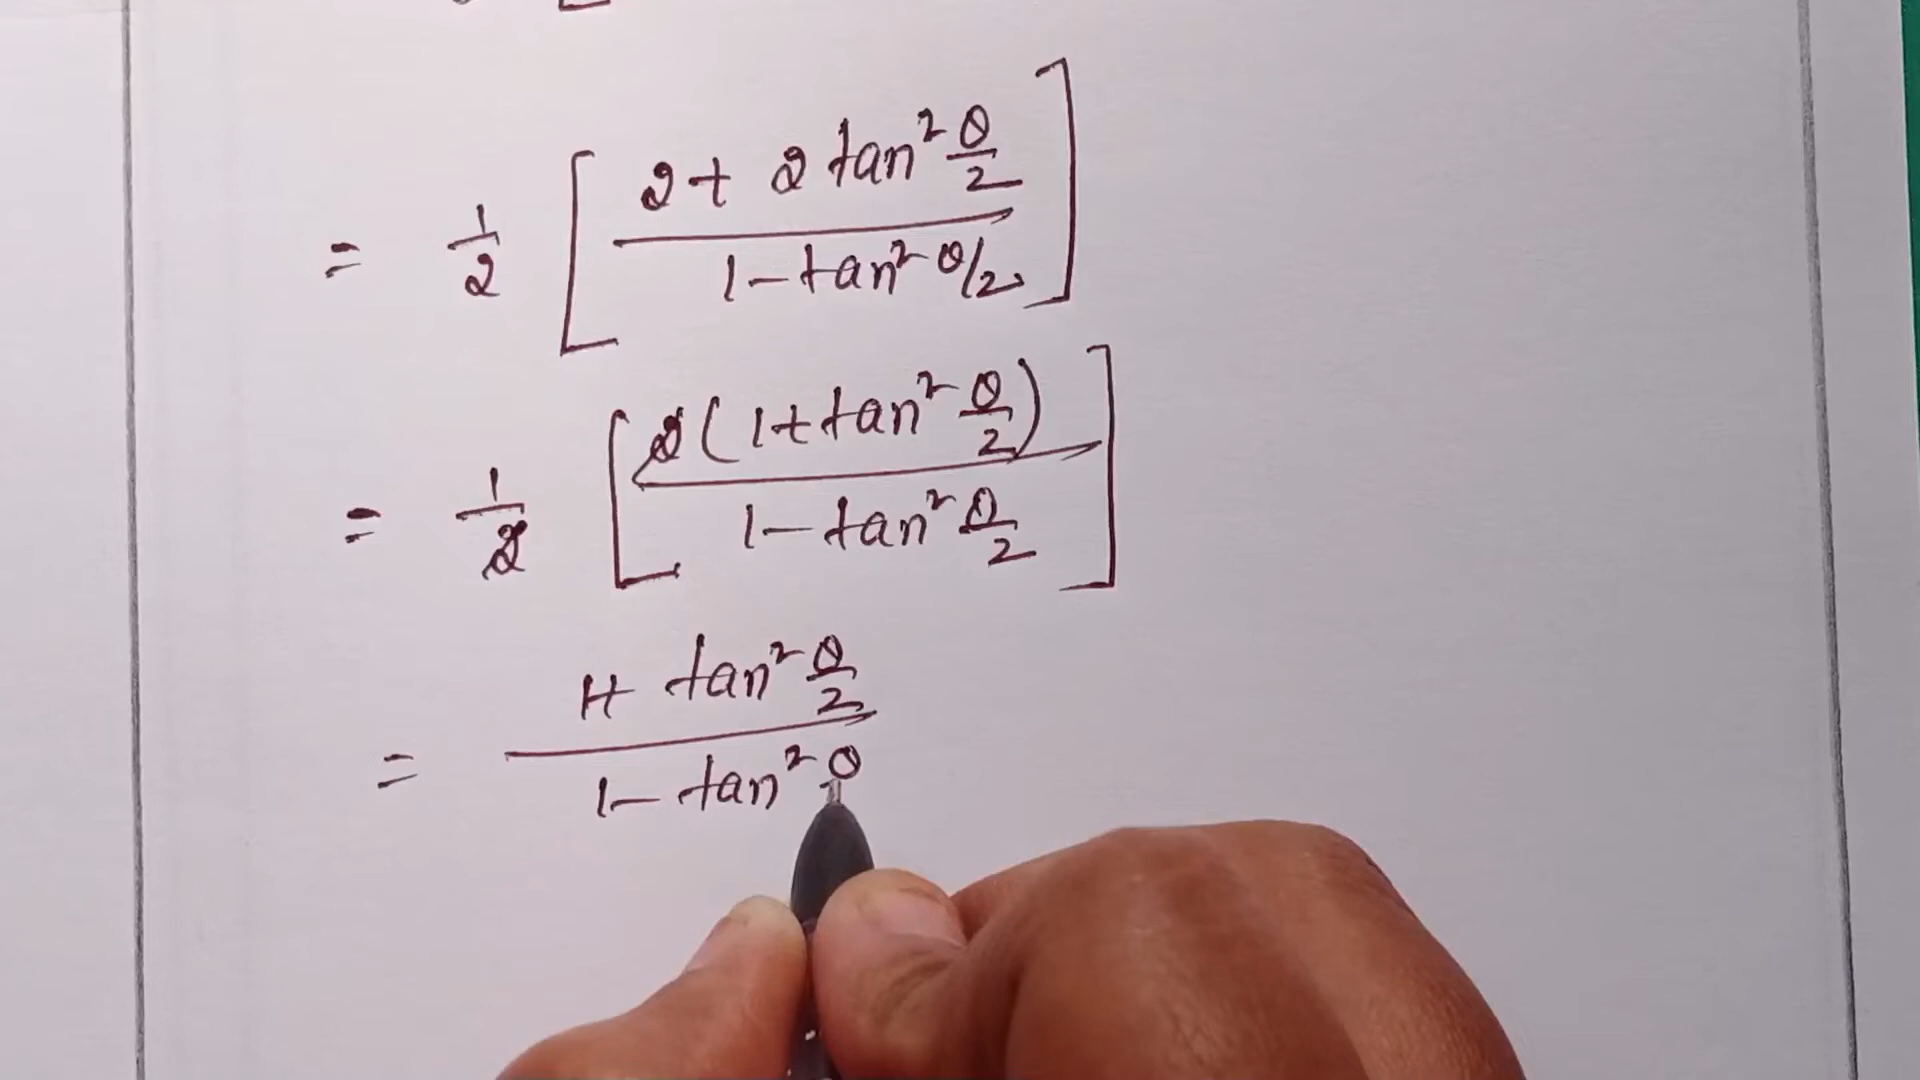 = 1/2 [ (2 + 2 tan² θ/2) / (1 - tan² θ/2) ]
= 1/2 [ 2(1 + tan² θ/2) / (1 - tan² θ/2) ]
= (1 + tan² θ/2) / (1 - tan² θ